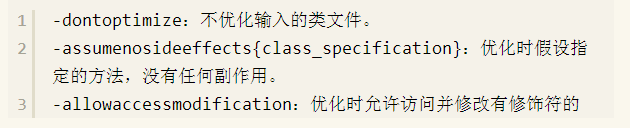 1 -dontoptimize：不优化输入的类文件。
2 -assumenosideeffects{class_specification}：优化时假设指
定的方法，没有任何副作用。
3 -allowaccessmodification：优化时允许访问并修改有修饰符的